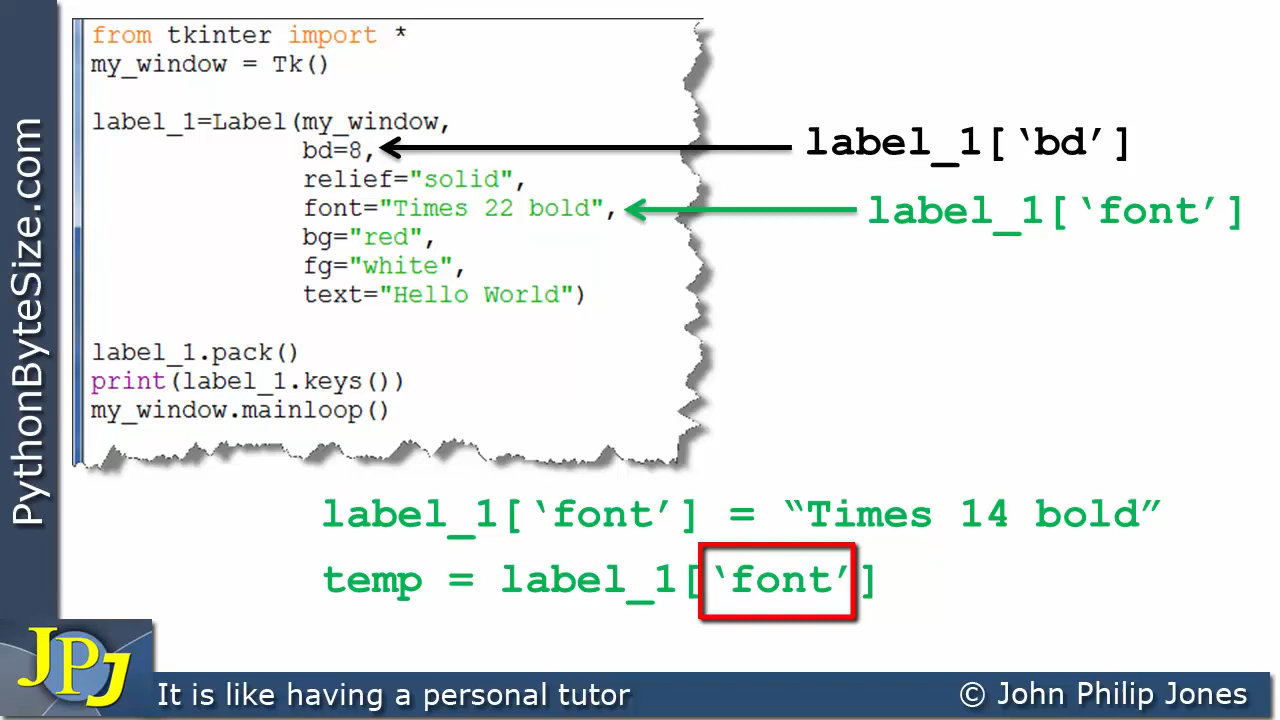 PythonByteSize.com
from tkinter import *
my_window = Tk()
label_1=Label(my_window,
bd=8,
relief="solid",
font="Times 22 bold",
bg="red",
fg="white",
text="Hello World")
label_1.pack()
print(label_1.keys())
my_window.mainloop()
label_1[‘bd’]
label_1[‘font’]
label_1[‘font’] = “Times 14 bold”
temp = label_1[‘font’]
JPJ
It is like having a personal tutor
© John Philip Jones